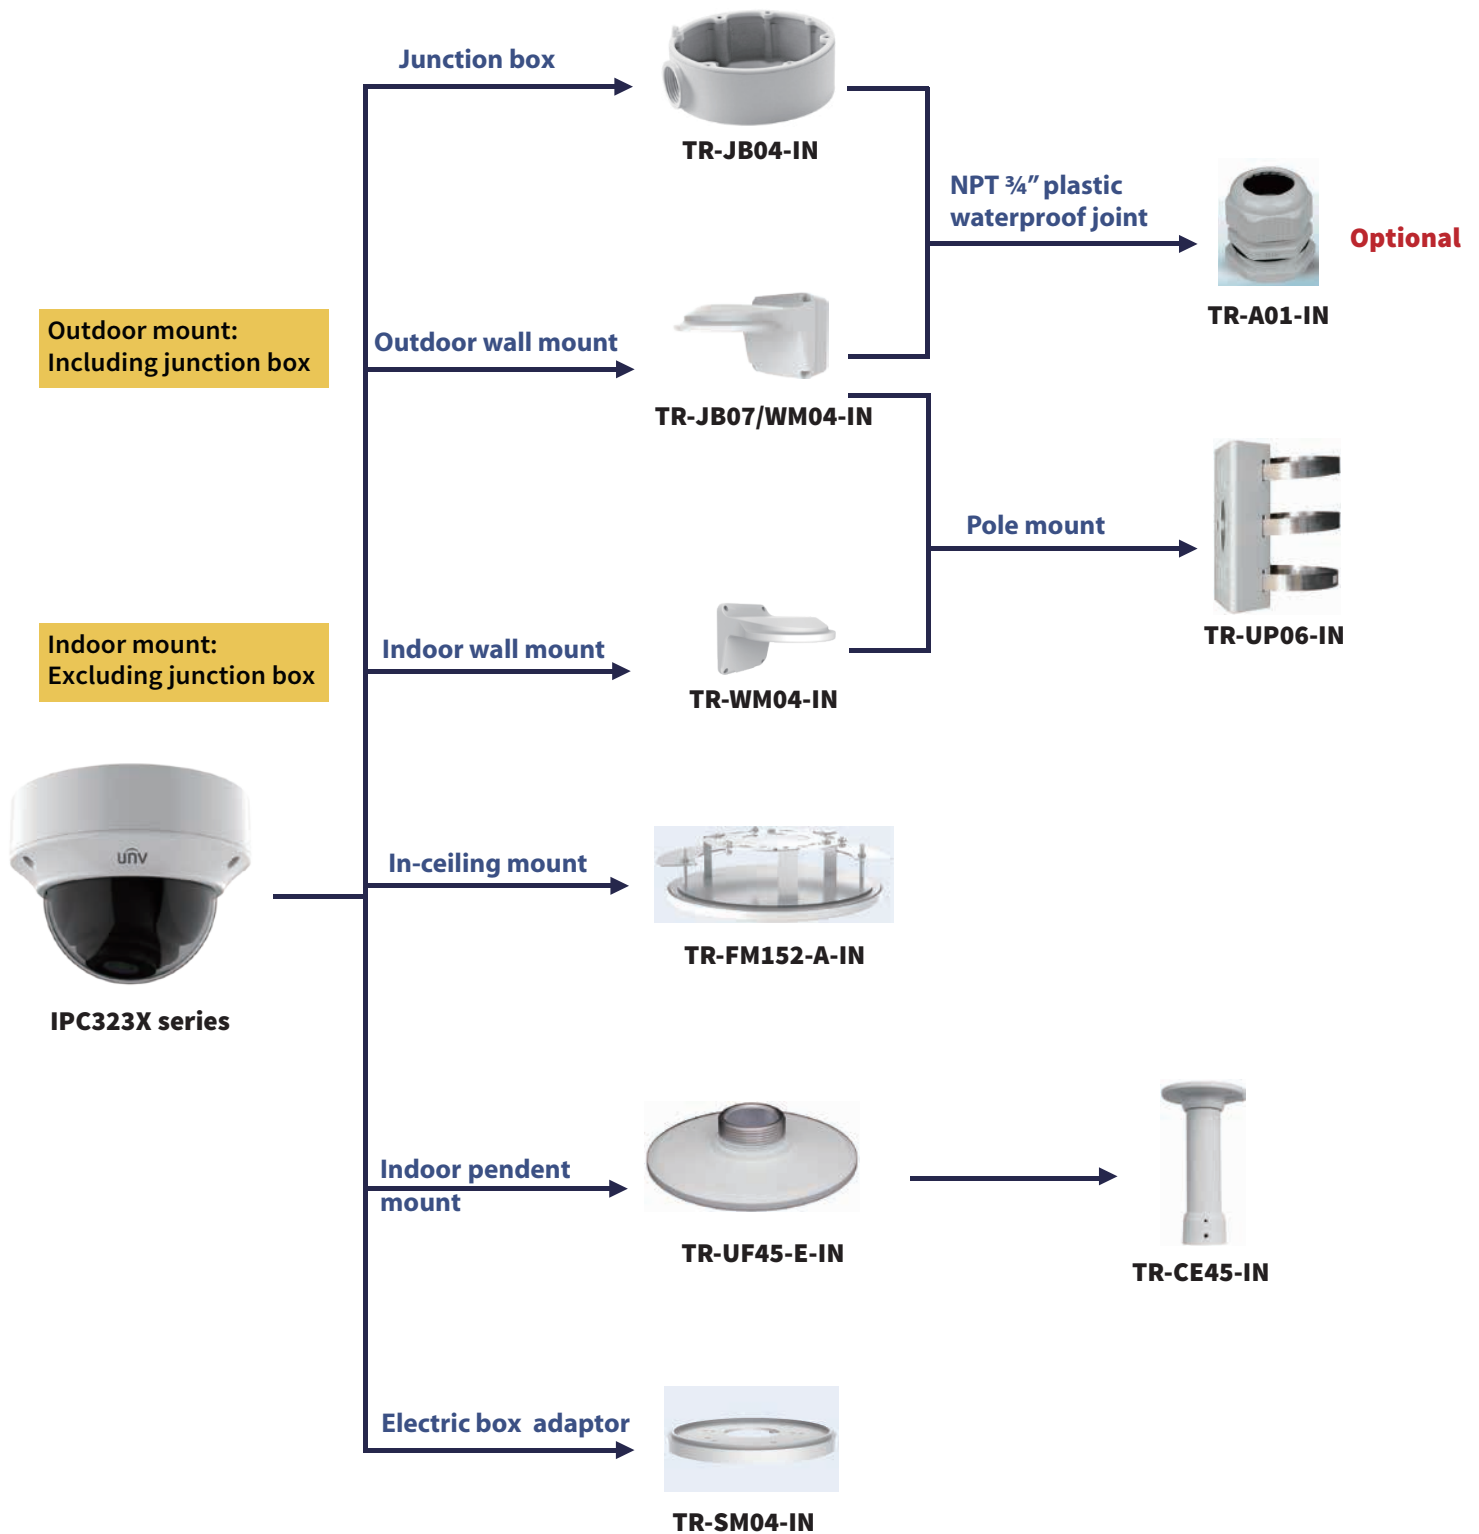 Junction box
TR-JB04-IN
NPT ¾” plastic
waterproof joint
Optional
TR-A01-IN
Outdoor mount:
Including junction box
Outdoor wall mount
TR-JB07/WM04-IN
Pole mount
TR-UP06-IN
Indoor mount:
Excluding junction box
Indoor wall mount
TR-WM04-IN
unv
In-ceiling mount
TR-FM152-A-IN
IPC323X series
Indoor pendent
mount
TR-UF45-E-IN
TR-CE45-IN
Electric box  adaptor
TR-SM04-IN